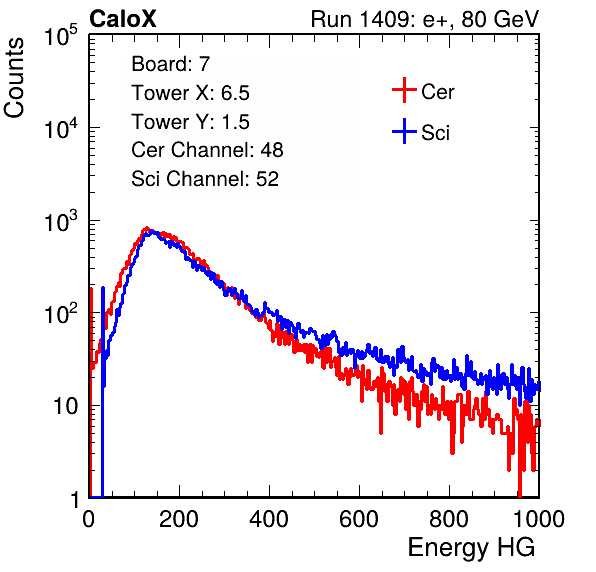 CaloX Run 1409: e+, 80 GeV
Counts
Board: 7
Tower X: 6.5
Tower Y: 1.5
Cer Channel: 48
Sci Channel: 52
Cer
Sci
10^5
10^4
10^3
10^2
10
1
0 200 400 600 800 1000
Energy HG